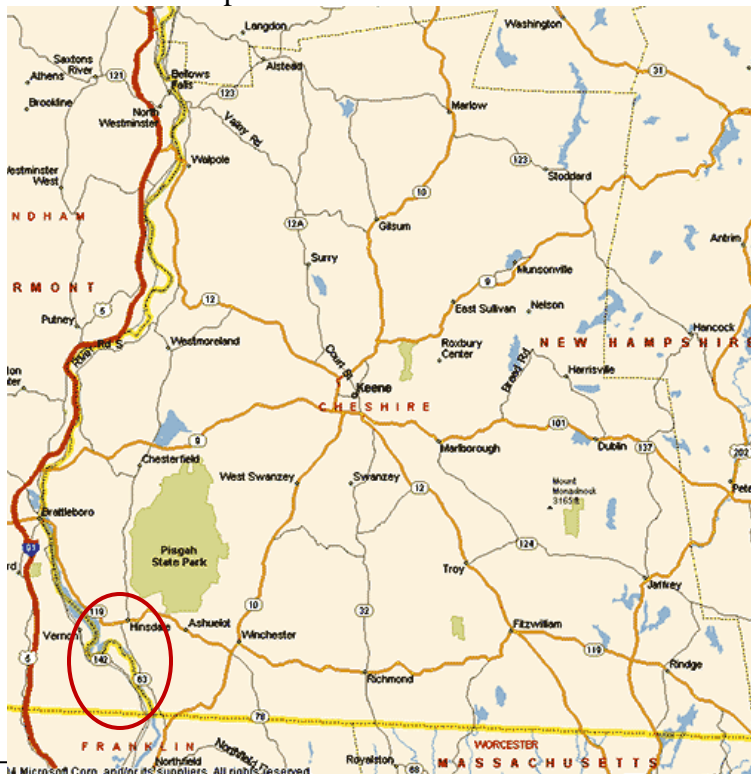 Langdon
Washington
Saxtons
River
121
Bellows
Falls
Alstead
31
Athens
123
Brookline
North
Westminster
Marlow
Valley Rd
Walpole
123
Stoddard
West
10
12A
Gilsum
Antrim
Surry
Munsonville
9
5
12
East Sullivan
Nelson
Putney
Hancock
River Rd S
Westmoreland
Court St
Roxbury
Center
NEW HAMPSHIRE
Breed Rd
Harrisville
Keene
CHESHIRE
9
101
Marlborough
Dublin
137
202
Chesterfield
West Swanzey
Swanzey
12
Mount
Monadnock
Brattleboro
91
Pisgah
State Park
124
Troy
Jaffrey
119
Hinsdale
Ashuelot
10
32
Vernon
Winchester
Fitzwilliam
119
5
142
63
Richmond
Rindge
78
FRANKLIN
WORCESTER
Northfield
Royalston
68
MASSACHUSETTS
Microsoft Corp. and/or its suppliers. All rights reserved